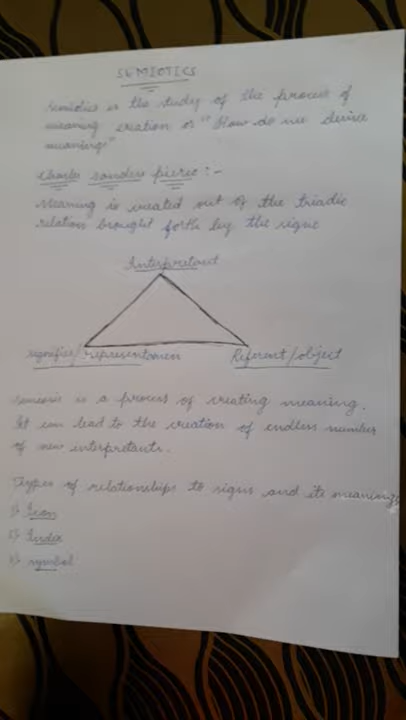 SEMIOTICS
Semiotics is the study of the process of
meaning creation or "How do we derive
meanings"
Charles sanders pierce :-
Meaning is created out of the triadic
relation brought forth by the signs
Interpretant
signifier/representamen
Referent/object
semiosis is a process of creating meaning.
It can lead to the creation of endless number
of new interpretants.
Types of relationships to signs and its meanings
1) Icon
2) Index
3) symbol